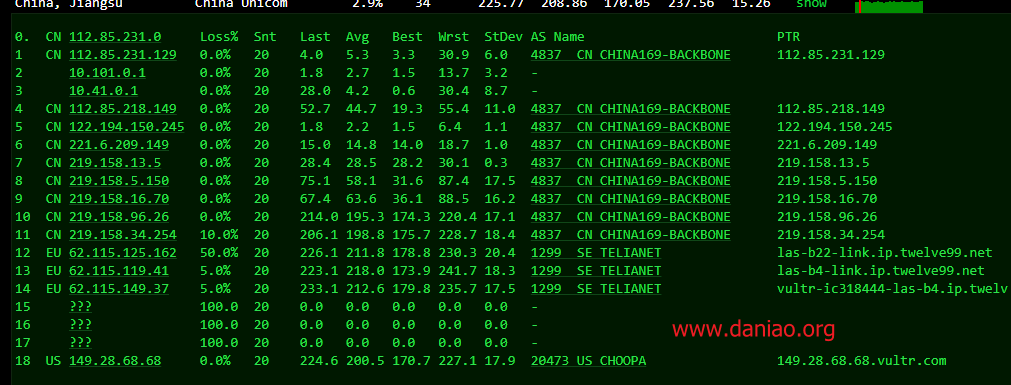 China, Jiangsu China Unicom 2.9% 34 225.77 208.86 170.05 237.56 15.26 show
0. CN 112.85.231.0 Loss% Snt Last Avg Best Wrst StDev AS Name PTR
1 CN 112.85.231.129 0.0% 20 4.0 5.3 3.3 30.9 6.0 4837 CN CHINA169-BACKBONE 112.85.231.129
2 10.101.0.1 0.0% 20 1.8 2.7 1.5 13.7 3.2 -
3 10.41.0.1 0.0% 20 28.0 4.2 0.6 30.4 8.7 -
4 CN 112.85.218.149 0.0% 20 52.7 44.7 19.3 55.4 11.0 4837 CN CHINA169-BACKBONE 112.85.218.149
5 CN 122.194.150.245 0.0% 20 1.8 2.2 1.5 6.4 1.1 4837 CN CHINA169-BACKBONE 122.194.150.245
6 CN 221.6.209.149 0.0% 20 15.0 14.8 14.0 18.7 1.0 4837 CN CHINA169-BACKBONE 221.6.209.149
7 CN 219.158.13.5 0.0% 20 28.4 28.5 28.2 30.1 0.3 4837 CN CHINA169-BACKBONE 219.158.13.5
8 CN 219.158.5.150 0.0% 20 75.1 58.1 31.6 87.4 17.5 4837 CN CHINA169-BACKBONE 219.158.5.150
9 CN 219.158.16.70 0.0% 20 67.4 63.6 36.1 88.5 16.2 4837 CN CHINA169-BACKBONE 219.158.16.70
10 CN 219.158.96.26 0.0% 20 214.0 195.3 174.3 220.4 17.1 4837 CN CHINA169-BACKBONE 219.158.96.26
11 CN 219.158.34.254 10.0% 20 206.1 198.8 175.7 228.7 18.4 4837 CN CHINA169-BACKBONE 219.158.34.254
12 EU 62.115.125.162 50.0% 20 226.1 211.8 178.8 230.3 20.4 1299 SE TELIANET las-b22-link.ip.twelve99.net
13 EU 62.115.119.41 5.0% 20 223.1 218.0 173.9 241.7 18.3 1299 SE TELIANET las-b4-link.ip.twelve99.net
14 EU 62.115.149.37 5.0% 20 233.1 212.6 179.8 235.7 17.5 1299 SE TELIANET vultr-ic318444-las-b4.ip.twelv
15 ??? 100.0 20 0.0 0.0 0.0 0.0 0.0 -
16 ??? 100.0 20 0.0 0.0 0.0 0.0 0.0 -
17 ??? 100.0 20 0.0 0.0 0.0 0.0 0.0 -
www.daniao.org
18 US 149.28.68.68 0.0% 20 224.6 200.5 170.7 227.1 17.9 20473 US CHOOPA 149.28.68.68.vultr.com